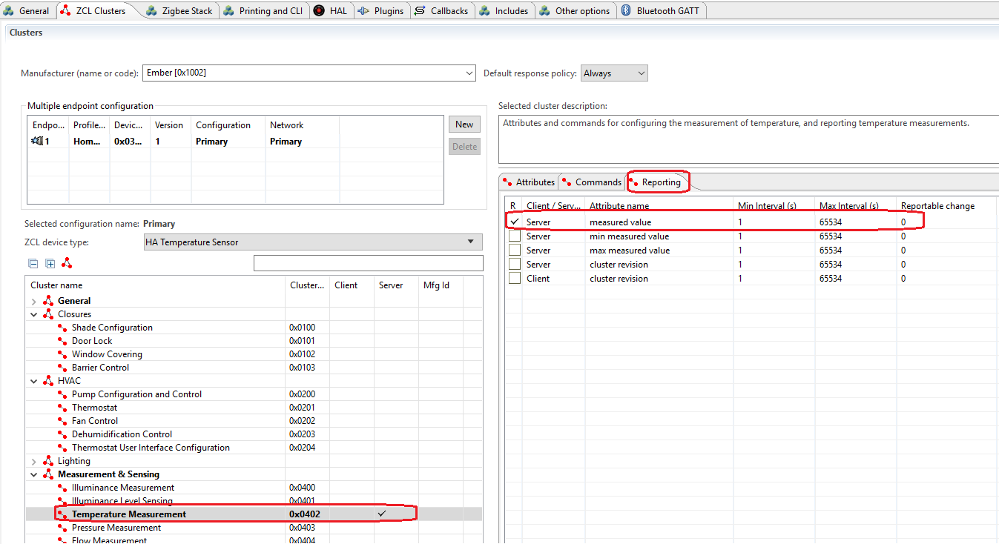 General ZCL Clusters Zigbee Stack Printing and CLI HAL Plugins Callbacks Includes Other options Bluetooth GATT
Clusters
Manufacturer (name or code): Ember [0x1002] Default response policy: Always
Multiple endpoint configuration
Endpo... Profile... Devic... Version Configuration Network
1 Hom... 0x03... 1 Primary Primary
New
Delete
Selected configuration name: Primary
ZCL device type: HA Temperature Sensor
Cluster name Cluster... Client Server Mfg Id
General
Closures
Shade Configuration 0x0100
Door Lock 0x0101
Window Covering 0x0102
Barrier Control 0x0103
HVAC
Pump Configuration and Control 0x0200
Thermostat 0x0201
Fan Control 0x0202
Dehumidification Control 0x0203
Thermostat User Interface Configuration 0x0204
Lighting
Measurement & Sensing
Illuminance Measurement 0x0400
Illuminance Level Sensing 0x0401
Temperature Measurement 0x0402
Pressure Measurement 0x0403
Flow Measurement 0x0404
Selected cluster description:
Attributes and commands for configuring the measurement of temperature, and reporting temperature measurements.
Attributes Commands Reporting
R Client / Serv... Attribute name Min Interval (s) Max Interval (s) Reportable change
Server measured value 1 65534 0
Server min measured value 1 65534 0
Server max measured value 1 65534 0
Server cluster revision 1 65534 0
Client cluster revision 1 65534 0